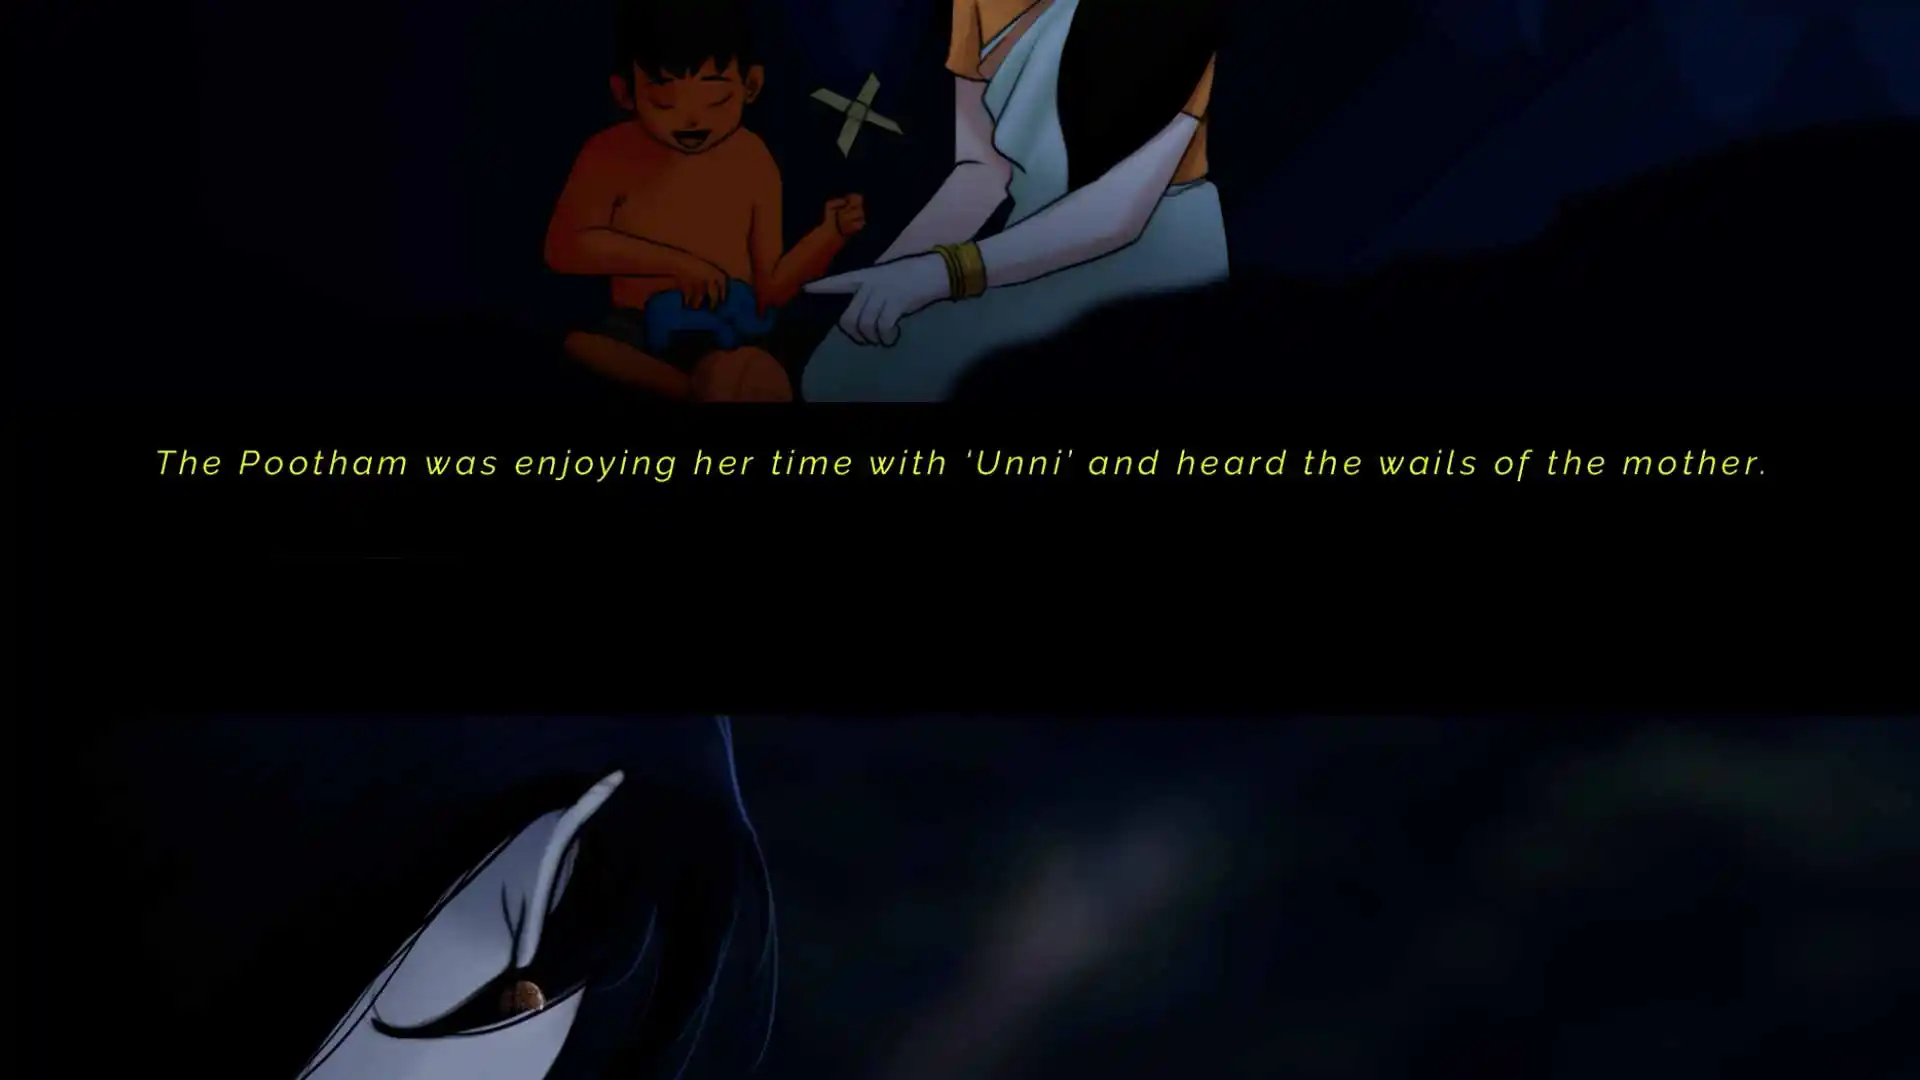 The Pootham was enjoying her time with ‘Unni’ and heard the wails of the mother.